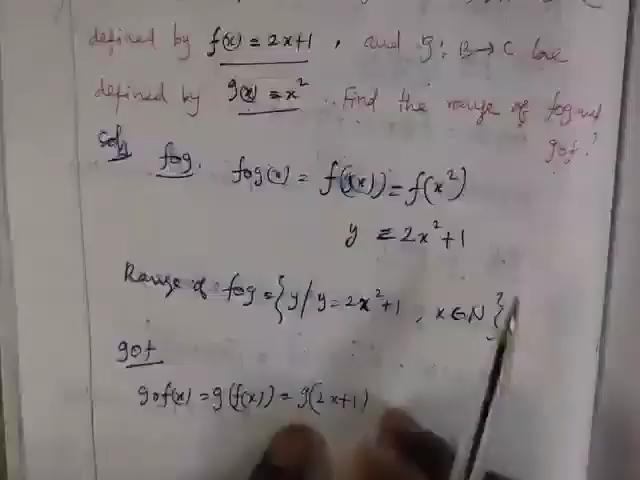 defined by f(x) = 2x+1 , and g: B→C be
defined by g(x) = x² . Find the range of fog and
gof ?
Soln
fog. fog(x) = f(g(x)) = f(x²)
y = 2x²+1
Range of fog = {y/y = 2x²+1 , x∈N}
gof
gof(x) = g(f(x)) = g(2x+1)